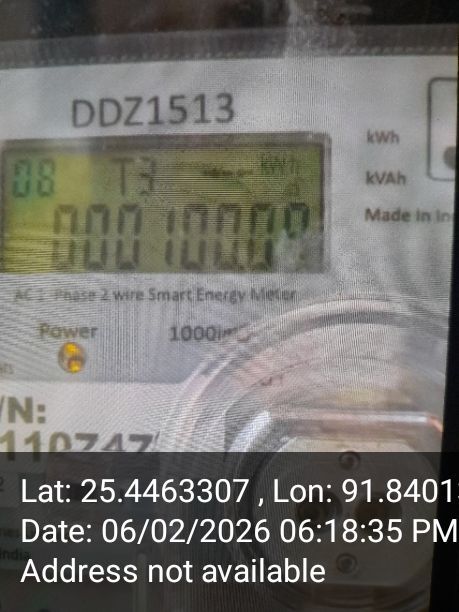 DDZ1513
kWh
08 T3 kWh
kVAh
Made in In
AC 1 Phase 2 wire Smart Energy Meter
Power 1000im
/N:
Lat: 25.4463307 , Lon: 91.8401
Date: 06/02/2026 06:18:35 PM
India
Address not available